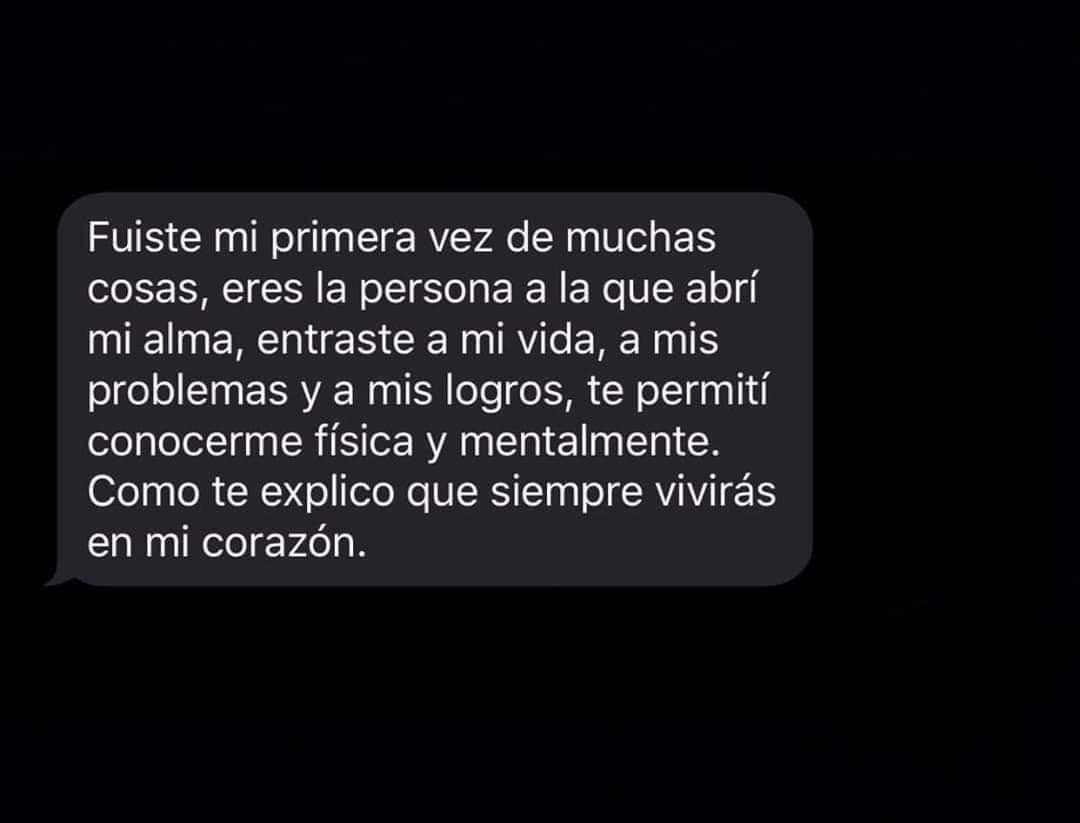 Fuiste mi primera vez de muchas
cosas, eres la persona a la que abrí
mi alma, entraste a mi vida, a mis
problemas y a mis logros, te permití
conocerme física y mentalmente.
Como te explico que siempre vivirás
en mi corazón.